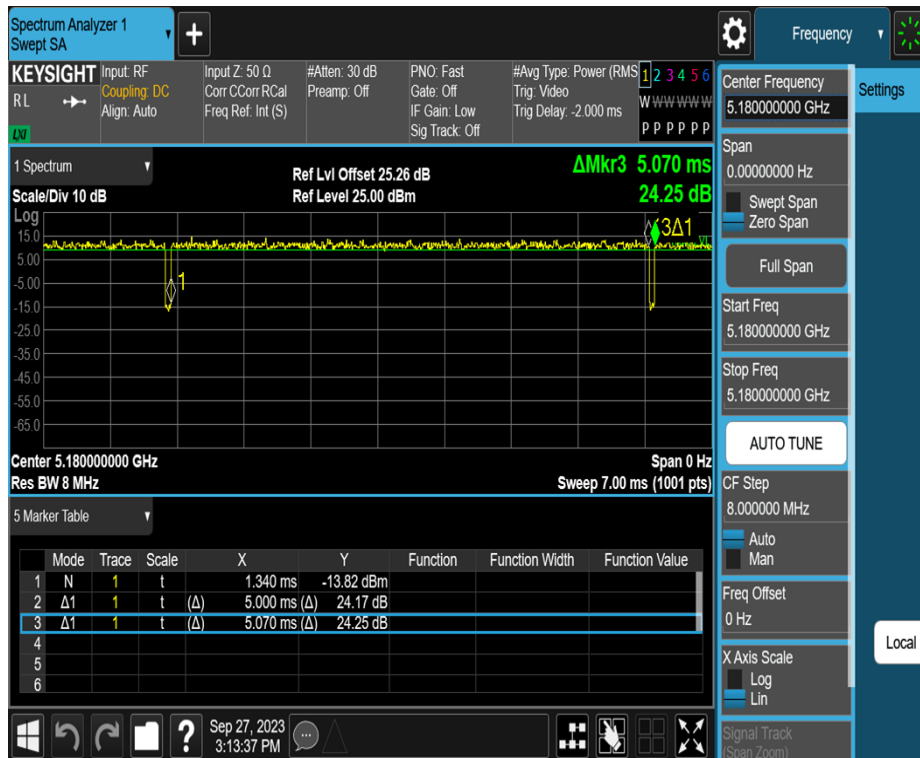 Spectrum Analyzer 1
Swept SA
+
Frequency
KEYSIGHT
RL
LXI
Input: RF
Coupling: DC
Align: Auto
Input Z: 50 Ω
Corr CCorr RCal
Freq Ref: Int (S)
#Atten: 30 dB
Preamp: Off
PNO: Fast
Gate: Off
IF Gain: Low
Sig Track: Off
#Avg Type: Power (RMS
Trig: Video
Trig Delay: -2.000 ms
1 2 3 4 5 6
W W W W W W
P P P P P P
1 Spectrum
Scale/Div 10 dB
Ref Lvl Offset 25.26 dB
Ref Level 25.00 dBm
ΔMkr3 5.070 ms
24.25 dB
Log
15.0
5.00
-5.00
-15.0
-25.0
-35.0
-45.0
-55.0
-65.0
1
3Δ1
Center 5.180000000 GHz
Res BW 8 MHz
Span 0 Hz
Sweep 7.00 ms (1001 pts)
5 Marker Table
Mode Trace Scale X Y Function Function Width Function Value
1 N 1 t 1.340 ms -13.82 dBm
2 Δ1 1 t (Δ) 5.000 ms (Δ) 24.17 dB
3 Δ1 1 t (Δ) 5.070 ms (Δ) 24.25 dB
4
5
6
Sep 27, 2023
3:13:37 PM
?
Center Frequency
5.180000000 GHz
Span
0.00000000 Hz
Swept Span
Zero Span
Full Span
Start Freq
5.180000000 GHz
Stop Freq
5.180000000 GHz
AUTO TUNE
CF Step
8.000000 MHz
Auto
Man
Freq Offset
0 Hz
X Axis Scale
Log
Lin
Signal Track
(Span Zoom)
Settings
Local